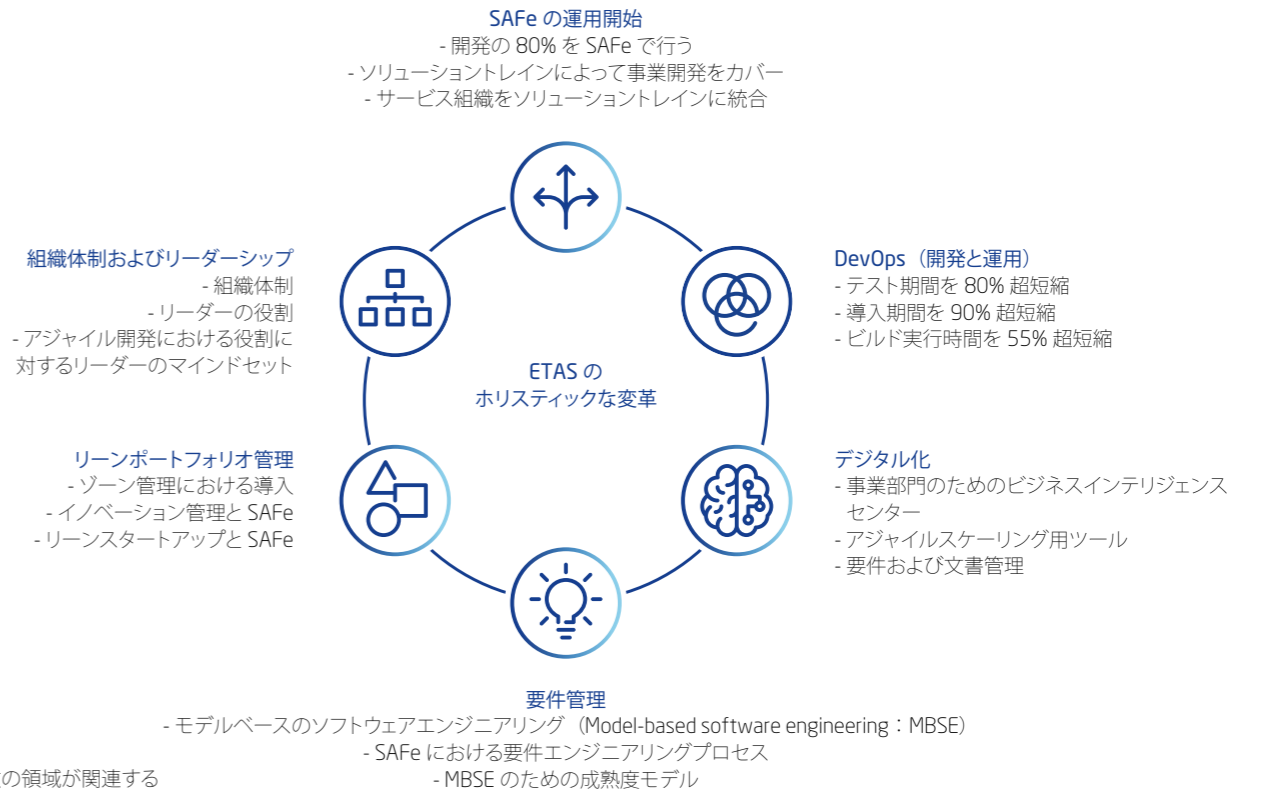 SAFe の運用開始
- 開発の 80% を SAFe で行う
- ソリューショントレインによって事業開発をカバー
- サービス組織をソリューショントレインに統合
組織体制およびリーダーシップ
- 組織体制
- リーダーの役割
- アジャイル開発における役割に
対するリーダーのマインドセット
DevOps（開発と運用）
- テスト期間を 80% 超短縮
- 導入期間を 90% 超短縮
- ビルド実行時間を 55% 超短縮
ETAS の
ホリスティックな変革
リーンポートフォリオ管理
- ゾーン管理における導入
- イノベーション管理と SAFe
- リーンスタートアップと SAFe
デジタル化
- 事業部門のためのビジネスインテリジェンス
センター
- アジャイルスケーリング用ツール
- 要件および文書管理
要件管理
- モデルベースのソフトウェアエンジニアリング（Model-based software engineering：MBSE）
- SAFe における要件エンジニアリングプロセス
- MBSE のための成熟度モデル
の領域が関連する